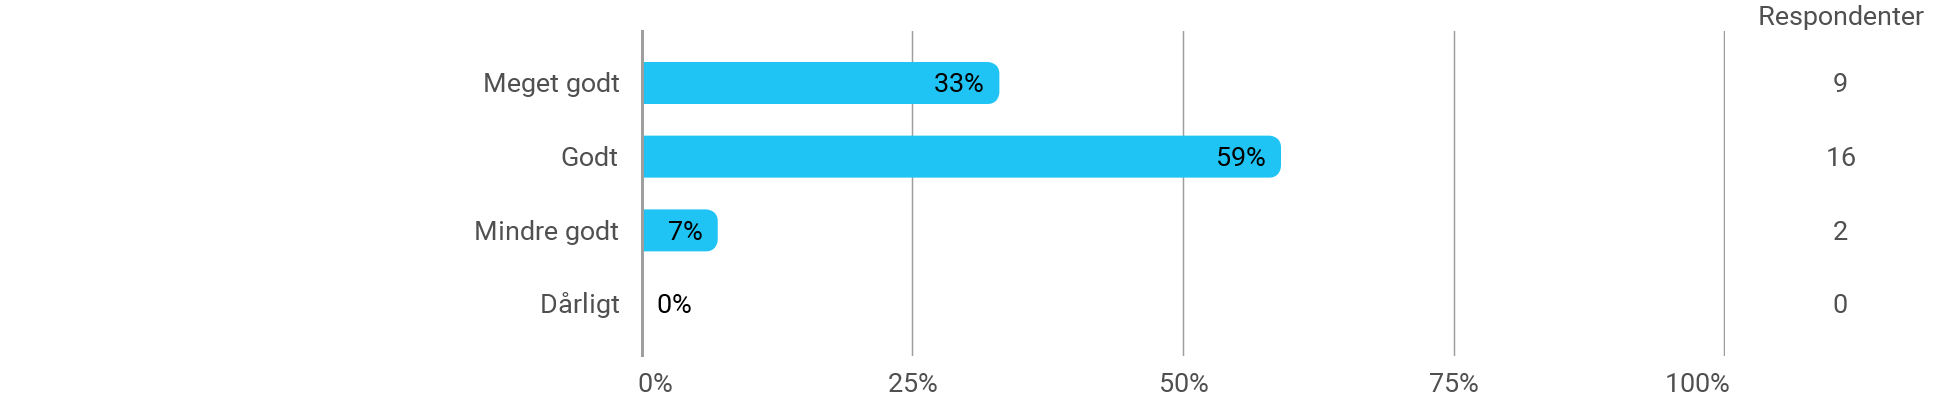 Respondenter
Meget godt 33% 9
Godt 59% 16
Mindre godt 7% 2
Dårligt 0% 0
0% 25% 50% 75% 100%